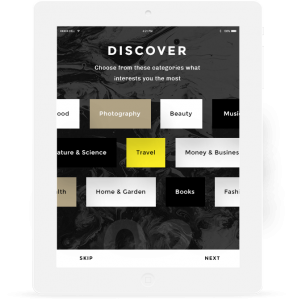 DISCOVER
Choose from these categories what
interests you the most
ood Photography Beauty Musi
ature & Science Travel Money & Busines
lth Home & Garden Books Fash
SKIP NEXT